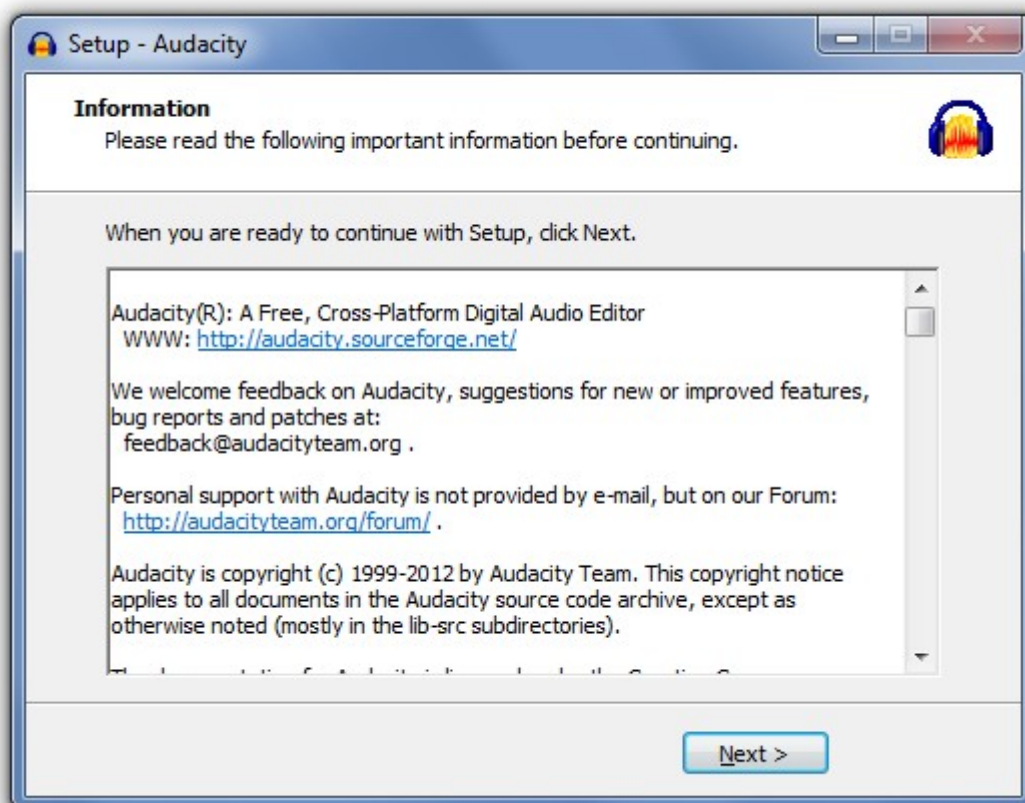 Setup - Audacity
Information
Please read the following important information before continuing.
When you are ready to continue with Setup, click Next.
Audacity(R): A Free, Cross-Platform Digital Audio Editor
WWW: http://audacity.sourceforge.net/
We welcome feedback on Audacity, suggestions for new or improved features,
bug reports and patches at:
feedback@audacityteam.org .
Personal support with Audacity is not provided by e-mail, but on our Forum:
http://audacityteam.org/forum/ .
Audacity is copyright (c) 1999-2012 by Audacity Team. This copyright notice
applies to all documents in the Audacity source code archive, except as
otherwise noted (mostly in the lib-src subdirectories).
Next >